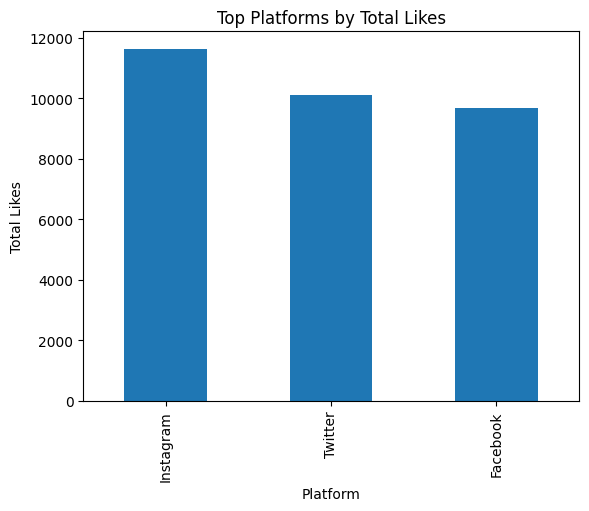 Top Platforms by Total Likes
Total Likes
12000
10000
8000
6000
4000
2000
0
Instagram
Twitter
Facebook
Platform